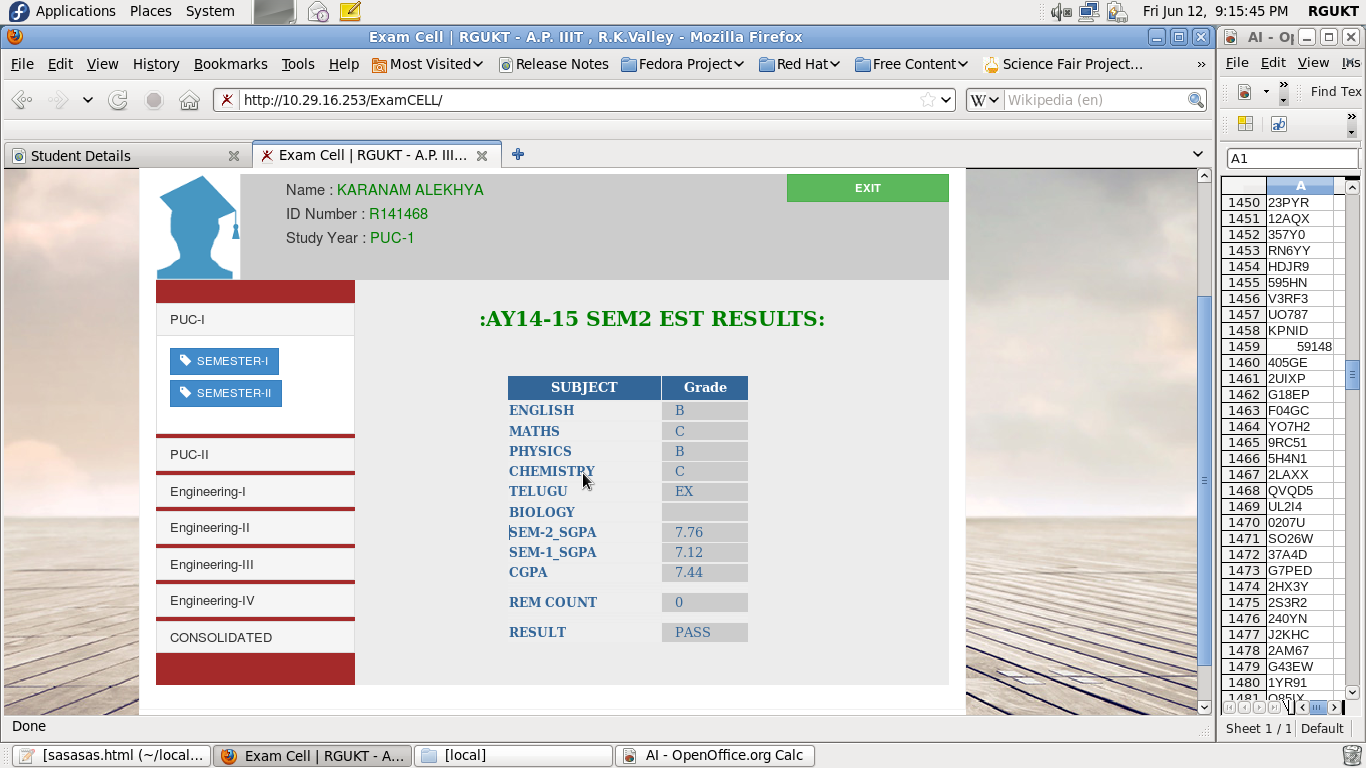 Applications Places System Fri Jun 12, 9:15:45 PM RGUKT
Exam Cell | RGUKT - A.P. IIIT , R.K.Valley - Mozilla Firefox
File Edit View History Bookmarks Tools Help Most Visited Release Notes Fedora Project Red Hat Free Content Science Fair Project... »
http://10.29.16.253/ExamCELL/
W Wikipedia (en)
Student Details
Exam Cell | RGUKT - A.P. III...
Name : KARANAM ALEKHYA
ID Number : R141468
Study Year : PUC-1
EXIT
PUC-I
SEMESTER-I
SEMESTER-II
PUC-II
Engineering-I
Engineering-II
Engineering-III
Engineering-IV
CONSOLIDATED
:AY14-15 SEM2 EST RESULTS:
SUBJECT Grade
ENGLISH B
MATHS C
PHYSICS B
CHEMISTRY C
TELUGU EX
BIOLOGY
SEM-2_SGPA 7.76
SEM-1_SGPA 7.12
CGPA 7.44
REM COUNT 0
RESULT PASS
Done
AI - O
File Edit View
Find Tex
ab
A1
A
1450 23PYR
1451 12AQX
1452 357Y0
1453 RN6YY
1454 HDJR9
1455 595HN
1456 V3RF3
1457 UO787
1458 KPNID
1459 59148
1460 405GE
1461 2UIXP
1462 G18EP
1463 F04GC
1464 YO7H2
1465 9RC51
1466 5H4N1
1467 2LAXX
1468 QVQD5
1469 UL2I4
1470 0207U
1471 SO26W
1472 37A4D
1473 G7PED
1474 2HX3Y
1475 2S3R2
1476 240YN
1477 J2KHC
1478 2AM67
1479 G43EW
1480 1YR91
1481 O85IX
Sheet 1 / 1 Default
[sasasas.html (~/local... Exam Cell | RGUKT - A... [local] AI - OpenOffice.org Calc